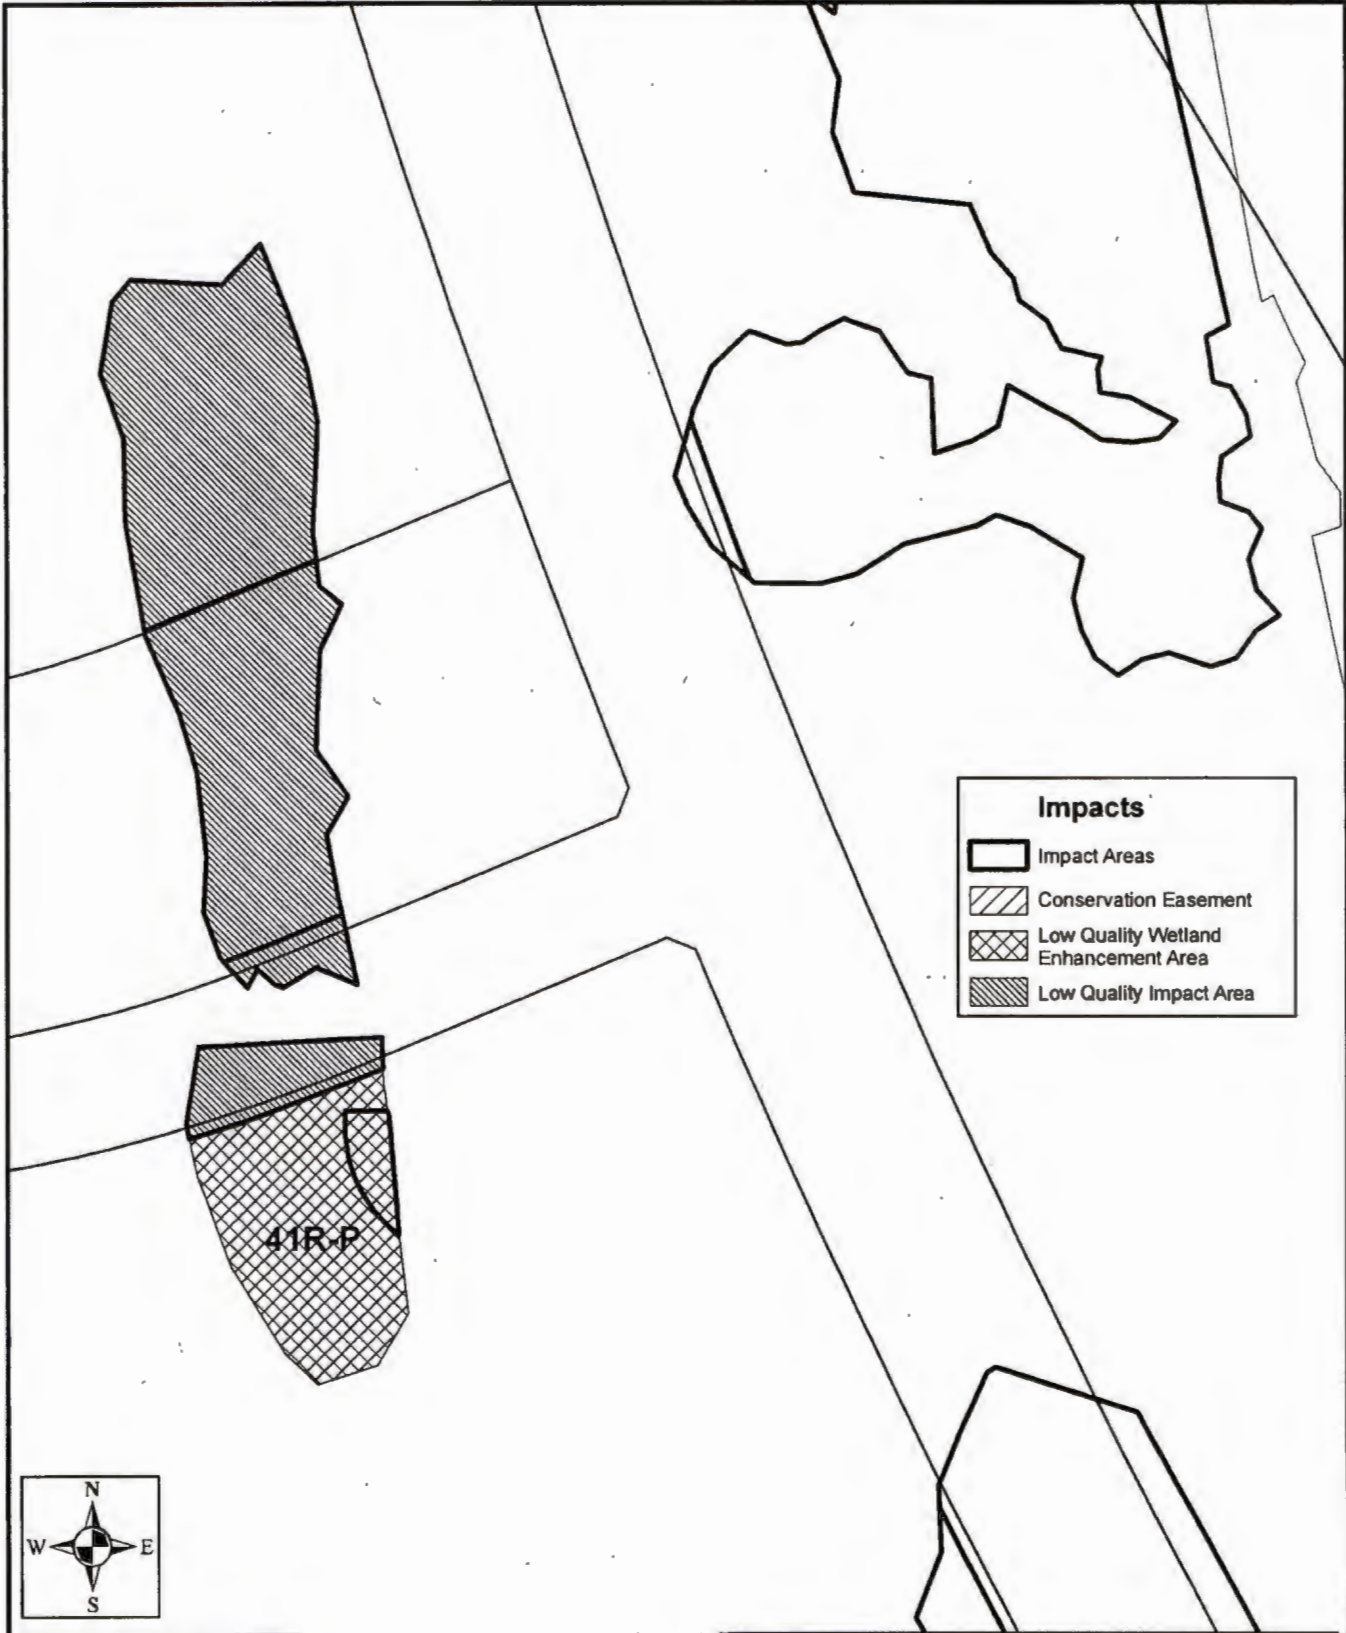 Impacts
Impact Areas
Conservation Easement
Low Quality Wetland
Enhancement Area
Low Quality Impact Area
41R-P
N
W E
S